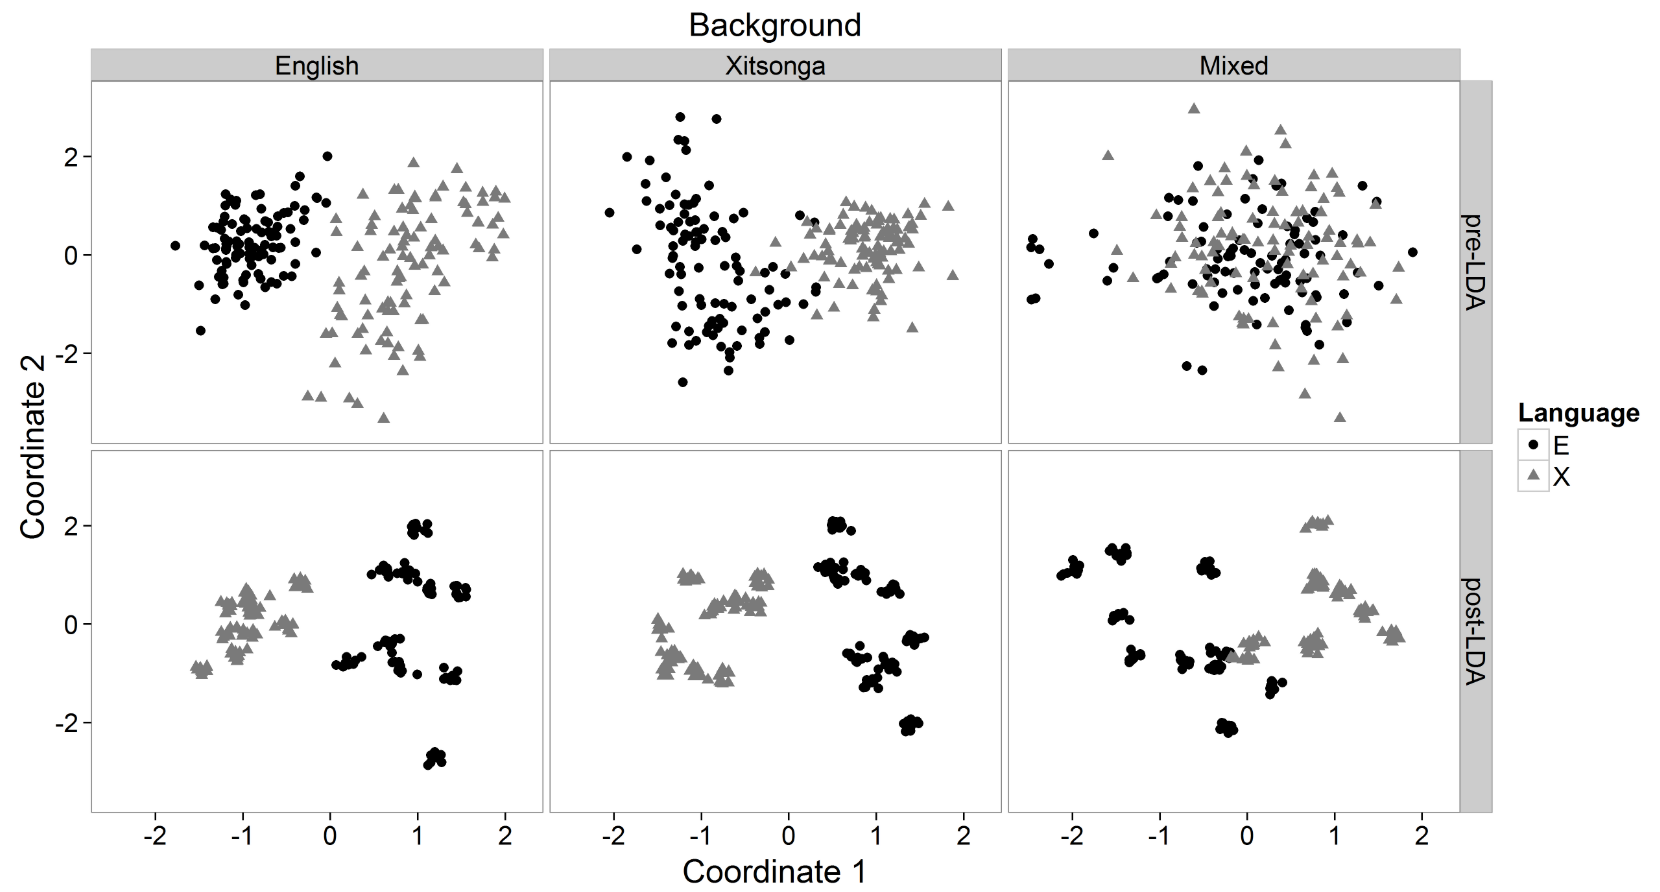 Background
English Xitsonga Mixed
2
0
-2
pre-LDA
Coordinate 2
Language
E
X
2
0
-2
post-LDA
-2 -1 0 1 2 -2 -1 0 1 2 -2 -1 0 1 2
Coordinate 1